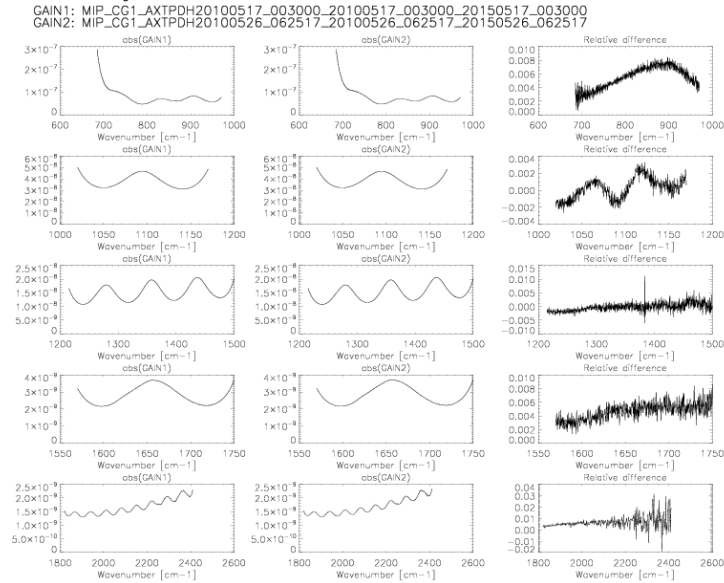 GAIN1: MIP_CG1_AXTPDH20100517_003000_20100517_003000_20150517_003000
GAIN2: MIP_CG1_AXTPDH20100526_062517_20100526_062517_20150526_062517
abs(GAIN1) abs(GAIN2) Relative difference
3×10⁻⁷ 3×10⁻⁷ 0.010
0.008
2×10⁻⁷ 2×10⁻⁷ 0.006
1×10⁻⁷ 1×10⁻⁷ 0.004
0.002
0 0 0.000
600 700 800 900 1000 600 700 800 900 1000 600 700 800 900 1000
Wavenumber [cm−1] Wavenumber [cm−1] Wavenumber [cm−1]
abs(GAIN1) abs(GAIN2) Relative difference
6×10⁻⁸ 6×10⁻⁸ 0.004
5×10⁻⁸ 5×10⁻⁸
4×10⁻⁸ 4×10⁻⁸ 0.002
3×10⁻⁸ 3×10⁻⁸ 0.000
2×10⁻⁸ 2×10⁻⁸ −0.002
1×10⁻⁸ 1×10⁻⁸
0 0 −0.004
1000 1050 1100 1150 1200 1000 1050 1100 1150 1200 1000 1050 1100 1150 1200
Wavenumber [cm−1] Wavenumber [cm−1] Wavenumber [cm−1]
abs(GAIN1) abs(GAIN2) Relative difference
2.5×10⁻⁸ 2.5×10⁻⁸ 0.015
2.0×10⁻⁸ 2.0×10⁻⁸ 0.010
1.5×10⁻⁸ 1.5×10⁻⁸ 0.005
1.0×10⁻⁸ 1.0×10⁻⁸ 0.000
5.0×10⁻⁹ 5.0×10⁻⁹ −0.005
0 0 −0.010
1200 1300 1400 1500 1200 1300 1400 1500 1200 1300 1400 1500
Wavenumber [cm−1] Wavenumber [cm−1] Wavenumber [cm−1]
abs(GAIN1) abs(GAIN2) Relative difference
4×10⁻⁹ 4×10⁻⁹ 0.010
3×10⁻⁹ 3×10⁻⁹ 0.008
2×10⁻⁹ 2×10⁻⁹ 0.006
0.004
1×10⁻⁹ 1×10⁻⁹ 0.002
0 0 0.000
1550 1600 1650 1700 1750 1550 1600 1650 1700 1750 1550 1600 1650 1700 1750
Wavenumber [cm−1] Wavenumber [cm−1] Wavenumber [cm−1]
abs(GAIN1) abs(GAIN2) Relative difference
2.5×10⁻⁹ 2.5×10⁻⁹ 0.04
2.0×10⁻⁹ 2.0×10⁻⁹ 0.03
1.5×10⁻⁹ 1.5×10⁻⁹ 0.02
1.0×10⁻⁹ 1.0×10⁻⁹ 0.01
0.00
5.0×10⁻¹⁰ 5.0×10⁻¹⁰ −0.01
0 0 −0.02
1800 2000 2200 2400 2600 1800 2000 2200 2400 2600 1800 2000 2200 2400 2600
Wavenumber [cm−1] Wavenumber [cm−1] Wavenumber [cm−1]